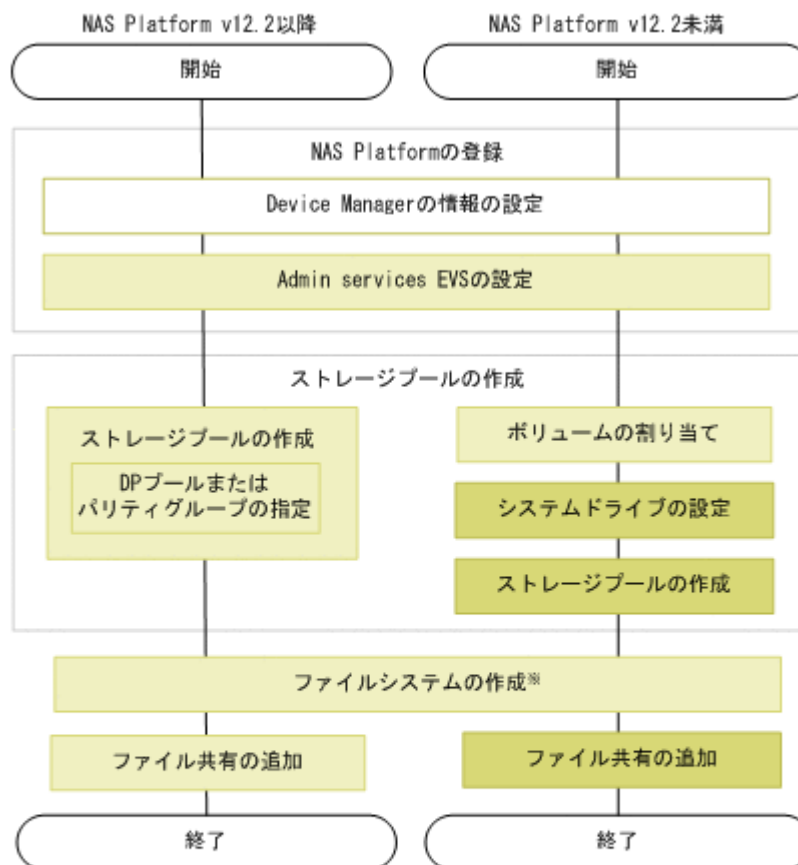 NAS Platform v12.2以降
NAS Platform v12.2未満
開始
開始
NAS Platformの登録
Device Managerの情報の設定
Admin services EVSの設定
ストレージプールの作成
ストレージプールの作成
DPプールまたは
パリティグループの指定
ボリュームの割り当て
システムドライブの設定
ストレージプールの作成
ファイルシステムの作成※
ファイル共有の追加
ファイル共有の追加
終了
終了